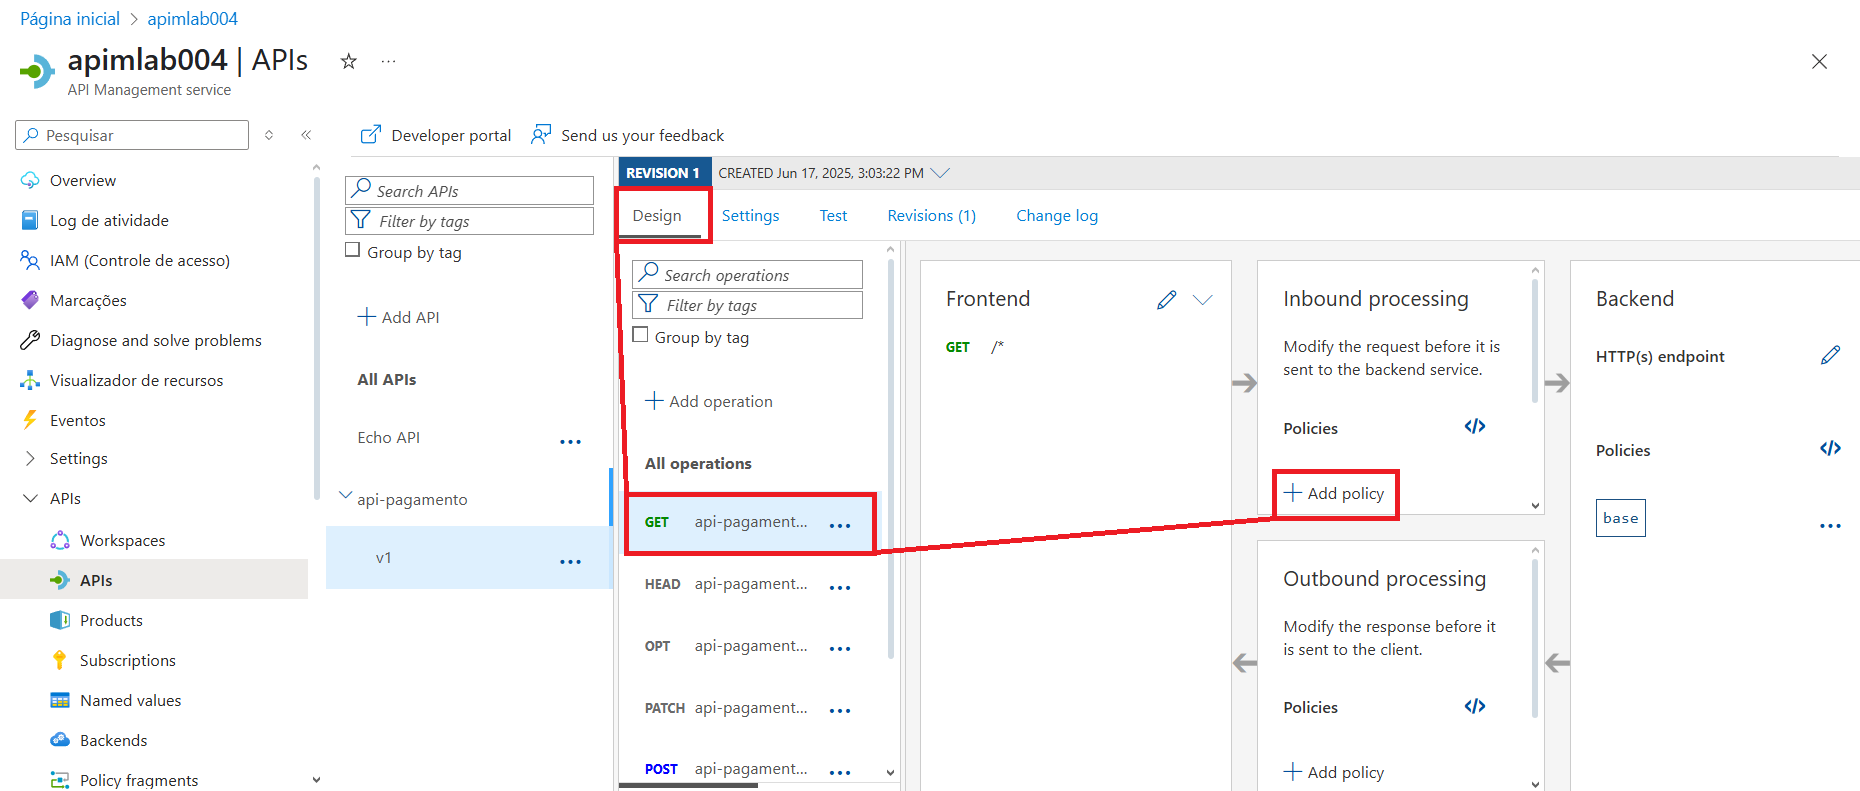 Página inicial > apimlab004
apimlab004 | APIs
API Management service
Pesquisar
Overview
Log de atividade
IAM (Controle de acesso)
Marcações
Diagnose and solve problems
Visualizador de recursos
Eventos
Settings
APIs
Workspaces
APIs
Products
Subscriptions
Named values
Backends
Policy fragments
Developer portal
Send us your feedback
Search APIs
Filter by tags
Group by tag
Add API
All APIs
Echo API
api-pagamento
v1
REVISION 1
CREATED Jun 17, 2025, 3:03:22 PM
Design
Settings
Test
Revisions (1)
Change log
Search operations
Filter by tags
Group by tag
Add operation
All operations
GET api-pagament...
HEAD api-pagament...
OPT api-pagament...
PATCH api-pagament...
POST api-pagament...
Frontend
GET /*
Inbound processing
Modify the request before it is
sent to the backend service.
Policies </>
+ Add policy
Outbound processing
Modify the response before it
is sent to the client.
Policies </>
+ Add policy
Backend
HTTP(s) endpoint
Policies </>
base